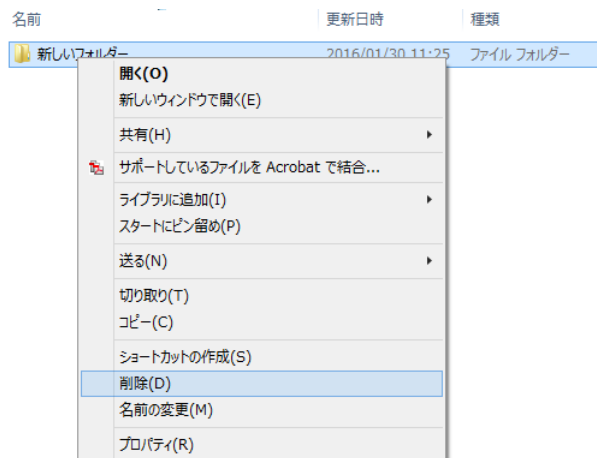 名前 更新日時 種類
新しいフォルダー 2016/01/30 11:25 ファイル フォルダー
開く(O)
新しいウィンドウで開く(E)
共有(H)
サポートしているファイルを Acrobat で結合...
ライブラリに追加(I)
スタートにピン留め(P)
送る(N)
切り取り(T)
コピー(C)
ショートカットの作成(S)
削除(D)
名前の変更(M)
プロパティ(R)